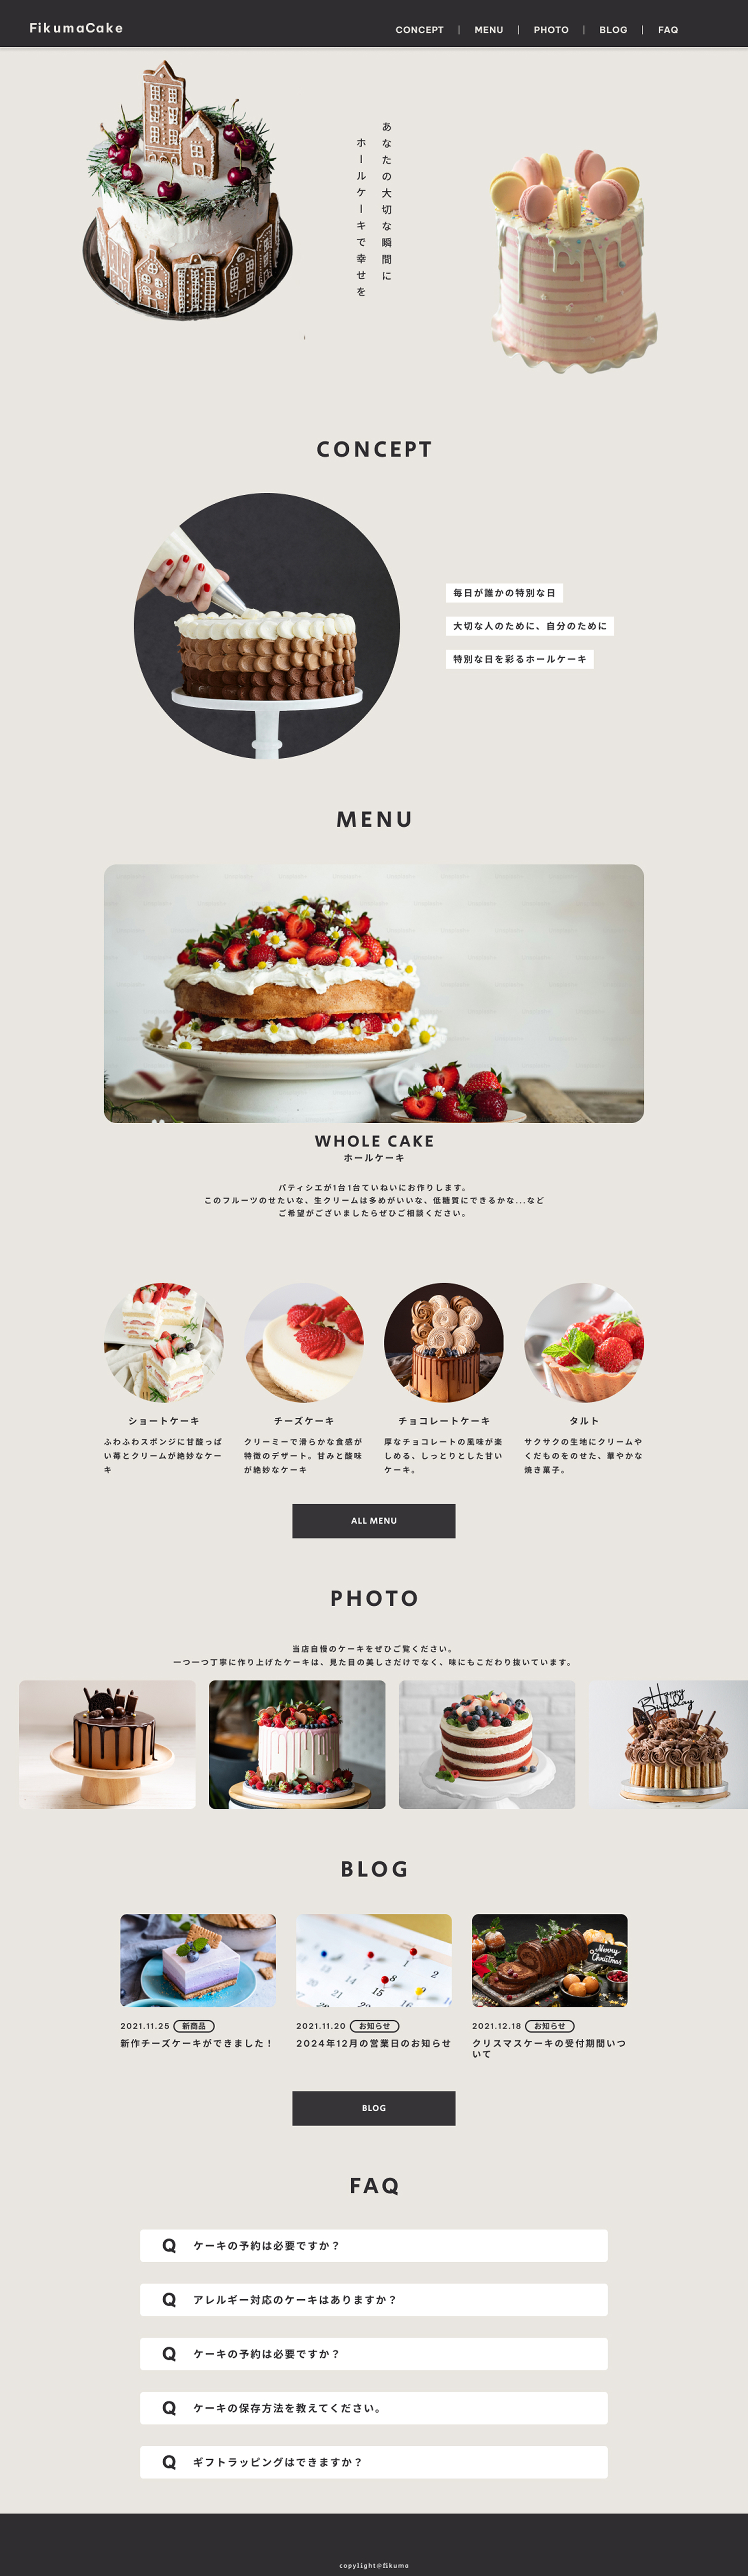 FikumaCake
CONCEPT
MENU
PHOTO
BLOG
FAQ
あなたの大切な瞬間に
ホールケーキで幸せを
CONCEPT
毎日が誰かの特別な日
大切な人のために、自分のために
特別な日を彩るホールケーキ
MENU
WHOLE CAKE
ホールケーキ
パティシエが1台1台ていねいにお作りします。
このフルーツのせたいな、生クリームは多めがいいな、低糖質にできるかな...など
ご希望がございましたらぜひご相談ください。
ショートケーキ
ふわふわスポンジに甘酸っぱ
い苺とクリームが絶妙なケー
キ
チーズケーキ
クリーミーで滑らかな食感が
特徴のデザート。甘みと酸味
が絶妙なケーキ
チョコレートケーキ
厚なチョコレートの風味が楽
しめる、しっとりとした甘い
ケーキ。
タルト
サクサクの生地にクリームや
くだものをのせた、華やかな
焼き菓子。
ALL MENU
PHOTO
当店自慢のケーキをぜひご覧ください。
一つ一つ丁寧に作り上げたケーキは、見た目の美しさだけでなく、味にもこだわり抜いています。
Happy
Birthday
BLOG
8
2
15
Merry
Christmas
2021.11.25 新商品
新作チーズケーキができました！
2021.11.20 お知らせ
2024年12月の営業日のお知らせ
2021.12.18 お知らせ
クリスマスケーキの受付期間いつ
いて
BLOG
FAQ
Q ケーキの予約は必要ですか？
Q アレルギー対応のケーキはありますか？
Q ケーキの予約は必要ですか？
Q ケーキの保存方法を教えてください。
Q ギフトラッピングはできますか？
copylight@fikuma